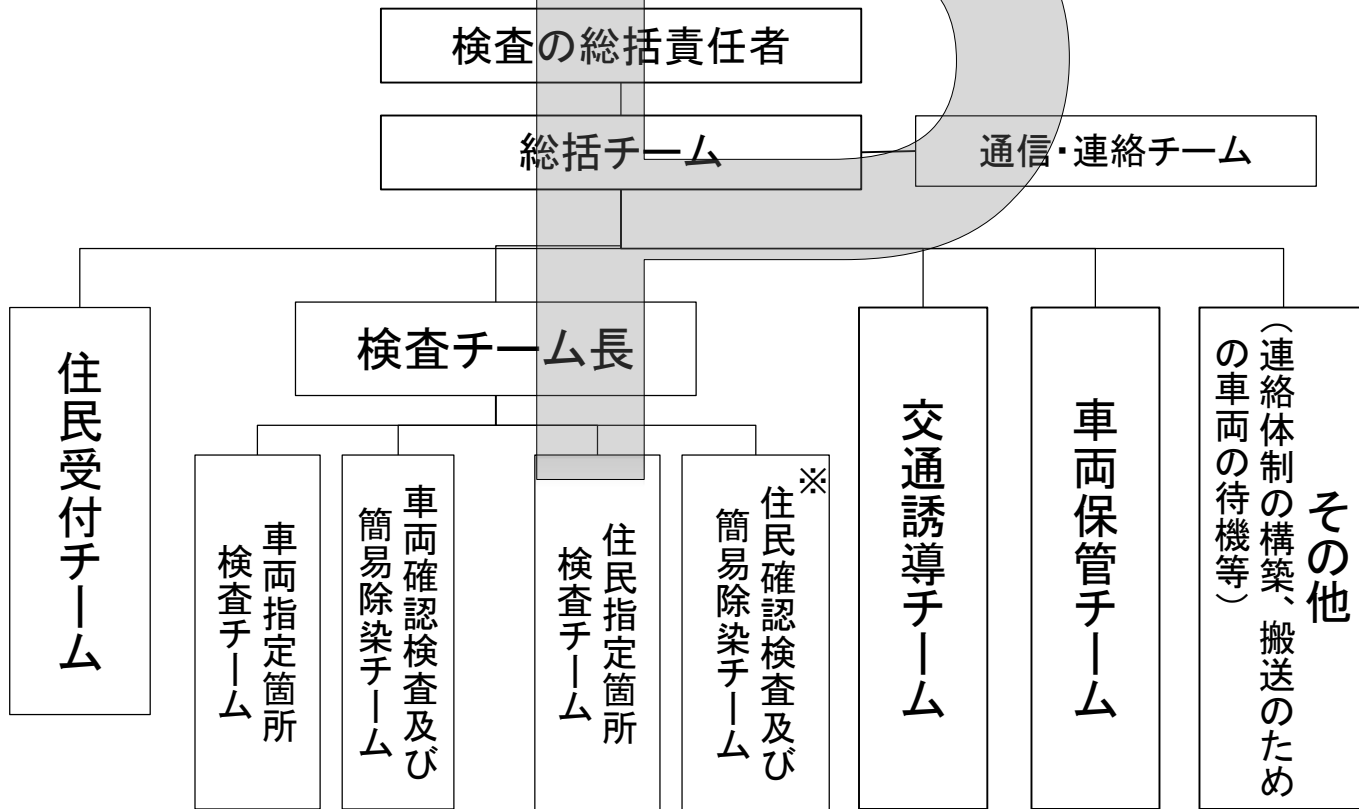 検査の総括責任者
総括チーム
通信・連絡チーム
住民受付チーム
検査チーム長
車両指定箇所
検査チーム
車両確認検査及び
簡易除染チーム
住民指定箇所
検査チーム
※
住民確認検査及び
簡易除染チーム
交通誘導チーム
車両保管チーム
その他
（連絡体制の構築、搬送のため
の車両の待機等）